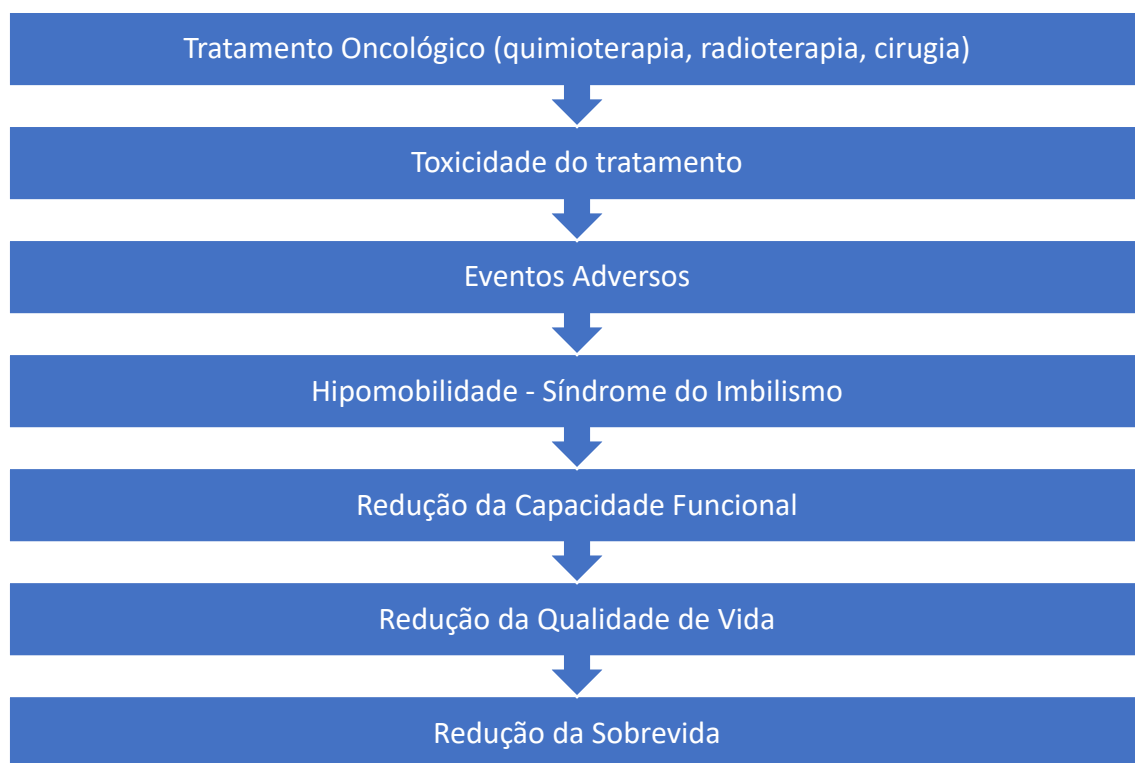 Tratamento Oncológico (quimioterapia, radioterapia, cirugia)
Toxicidade do tratamento
Eventos Adversos
Hipomobilidade - Síndrome do Imbilismo
Redução da Capacidade Funcional
Redução da Qualidade de Vida
Redução da Sobrevida